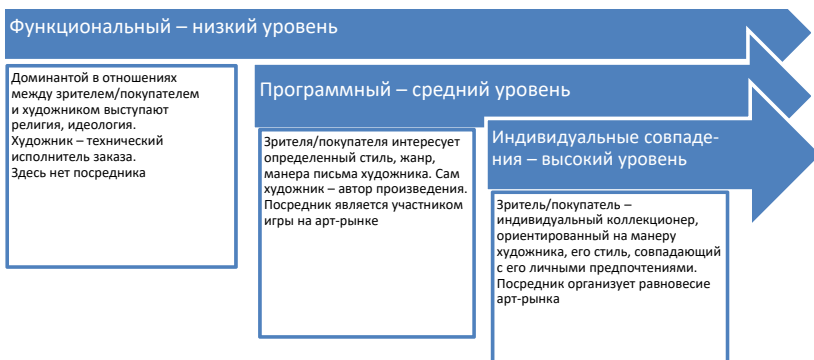 Функциональный – низкий уровень
Доминантой в отношениях
между зрителем/покупателем
и художником выступают
религия, идеология.
Художник – технический
исполнитель заказа.
Здесь нет посредника
Программный – средний уровень
Зрителя/покупателя интересует
определенный стиль, жанр,
манера письма художника. Сам
художник – автор произведения.
Посредник является участником
игры на арт-рынке
Индивидуальные совпаде-
ния – высокий уровень
Зритель/покупатель –
индивидуальный коллекционер,
ориентированный на манеру
художника, его стиль, совпадающий
с его личными предпочтениями.
Посредник организует равновесие
арт-рынка